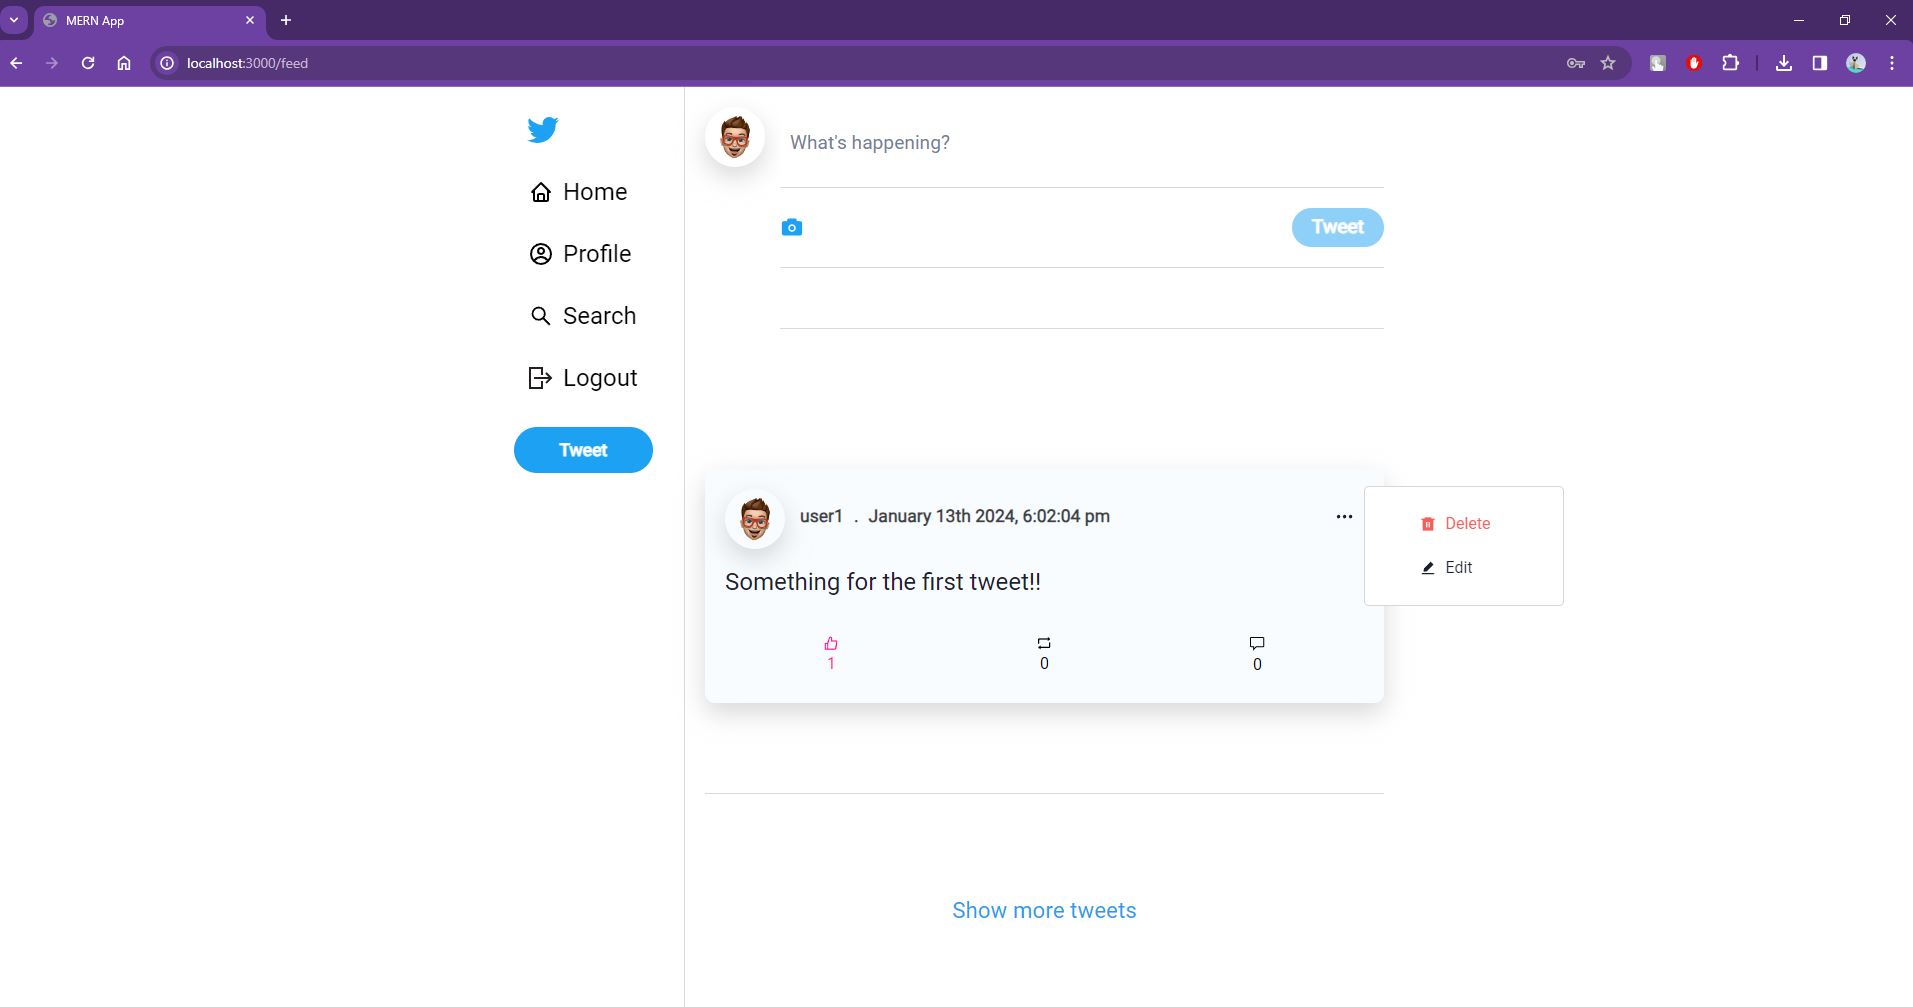 MERN App
localhost:3000/feed
What's happening?
Home
Tweet
Profile
Search
Logout
Tweet
user1 . January 13th 2024, 6:02:04 pm
Delete
Edit
Something for the first tweet!!
1
0
0
Show more tweets